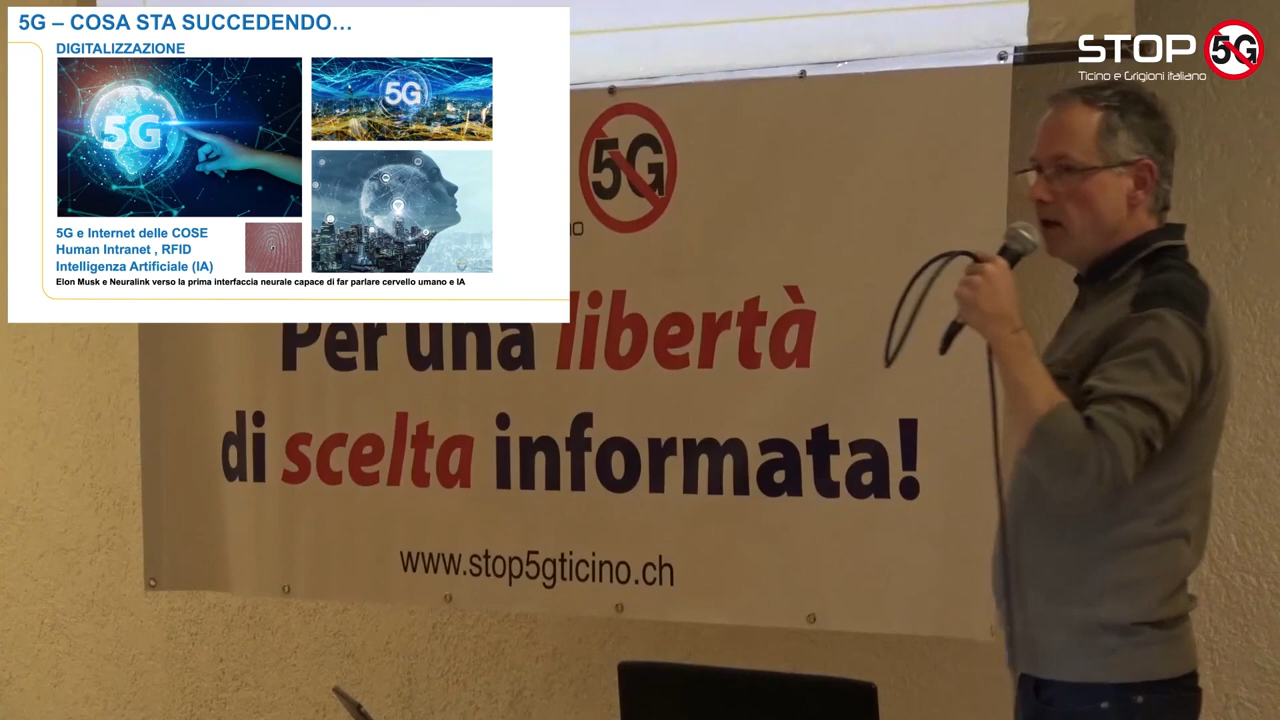 5G – COSA STA SUCCEDENDO…
DIGITALIZZAZIONE
5G
5G
5G e Internet delle COSE
Human Intranet , RFID
Intelligenza Artificiale (IA)
Elon Musk e Neuralink verso la prima interfaccia neurale capace di far parlare cervello umano e IA
STOP 5G
Ticino e Grigioni italiano
5G
no
Per una libertà
di scelta informata!
www.stop5gticino.ch